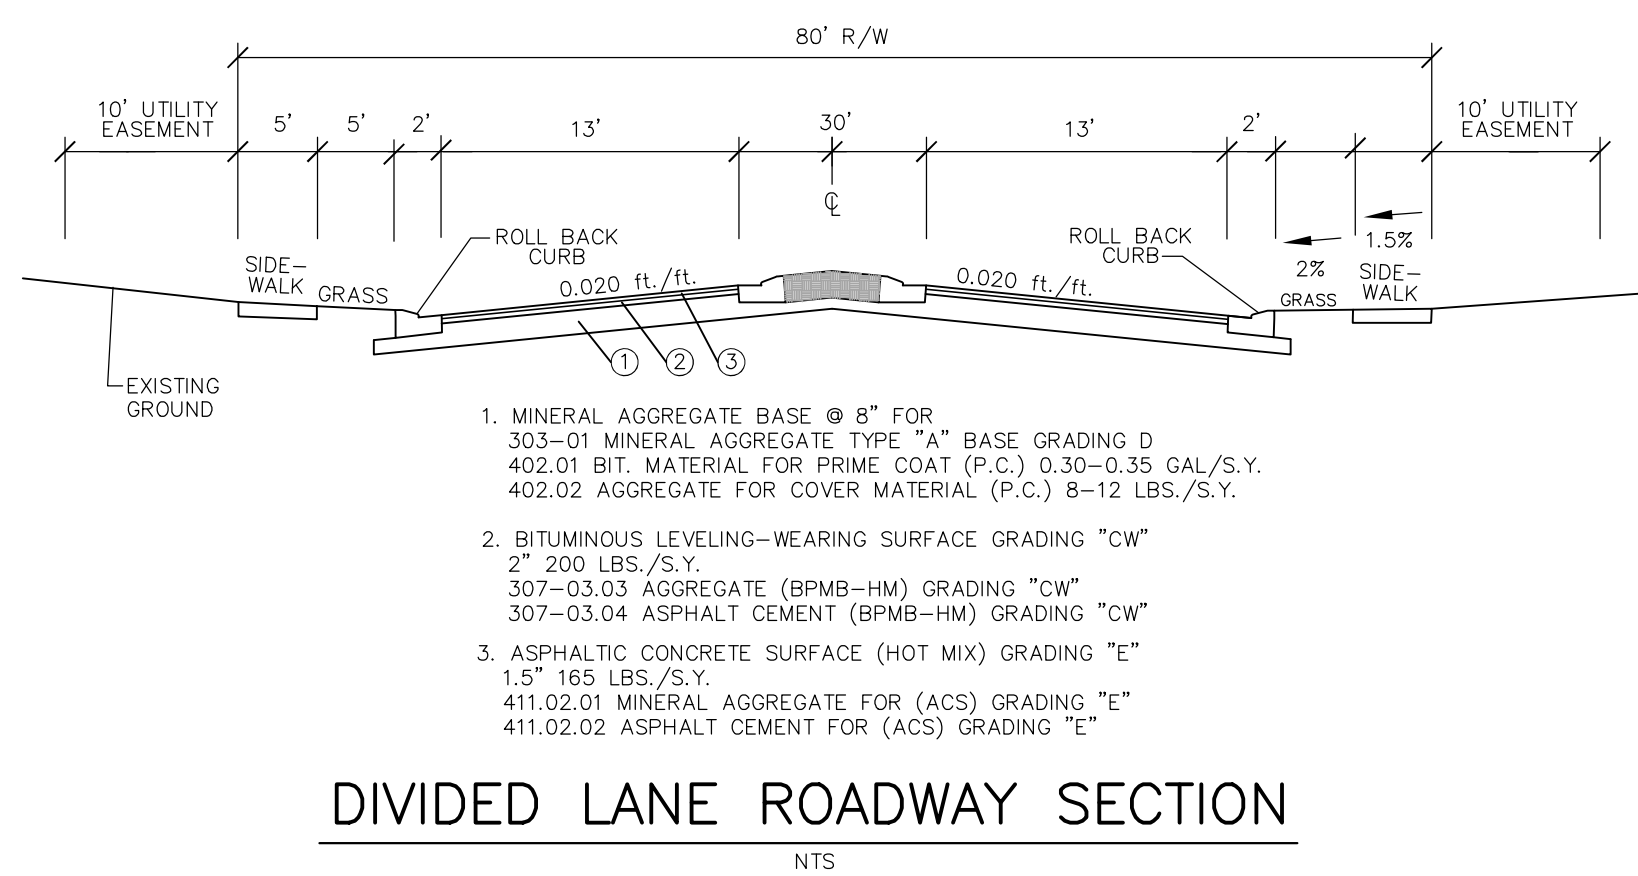 80' R/W
10' UTILITY
EASEMENT
5'
5'
2'
13'
30'
13'
2'
10' UTILITY
EASEMENT
℄
ROLL BACK
CURB
ROLL BACK
CURB
1.5%
2%
SIDE-
WALK
GRASS
0.020 ft./ft.
0.020 ft./ft.
GRASS
SIDE-
WALK
1
2
3
EXISTING
GROUND
1. MINERAL AGGREGATE BASE @ 8" FOR
303-01 MINERAL AGGREGATE TYPE "A" BASE GRADING D
402.01 BIT. MATERIAL FOR PRIME COAT (P.C.) 0.30-0.35 GAL/S.Y.
402.02 AGGREGATE FOR COVER MATERIAL (P.C.) 8-12 LBS./S.Y.
2. BITUMINOUS LEVELING-WEARING SURFACE GRADING "CW"
2" 200 LBS./S.Y.
307-03.03 AGGREGATE (BPMB-HM) GRADING "CW"
307-03.04 ASPHALT CEMENT (BPMB-HM) GRADING "CW"
3. ASPHALTIC CONCRETE SURFACE (HOT MIX) GRADING "E"
1.5" 165 LBS./S.Y.
411.02.01 MINERAL AGGREGATE FOR (ACS) GRADING "E"
411.02.02 ASPHALT CEMENT FOR (ACS) GRADING "E"
DIVIDED LANE ROADWAY SECTION
NTS